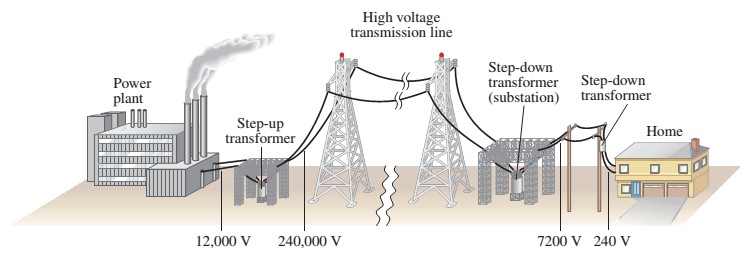 High voltage
transmission line
Power
plant
Step-up
transformer
Step-down
transformer
(substation)
Step-down
transformer
Home
12,000 V
240,000 V
7200 V
240 V